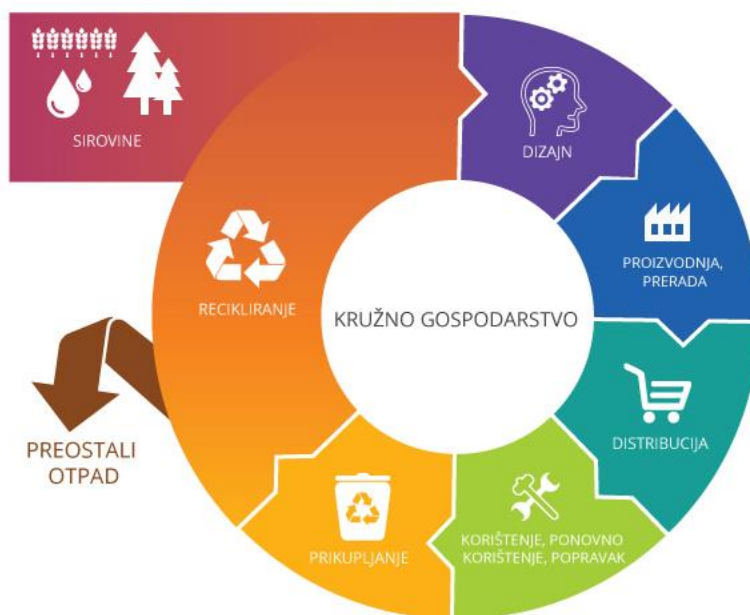 SIROVINE
DIZAJN
PROIZVODNJA,
PRERADA
DISTRIBUCIJA
KORIŠTENJE, PONOVNO
KORIŠTENJE, POPRAVAK
PRIKUPLJANJE
RECIKLIRANJE
KRUŽNO GOSPODARSTVO
PREOSTALI
OTPAD